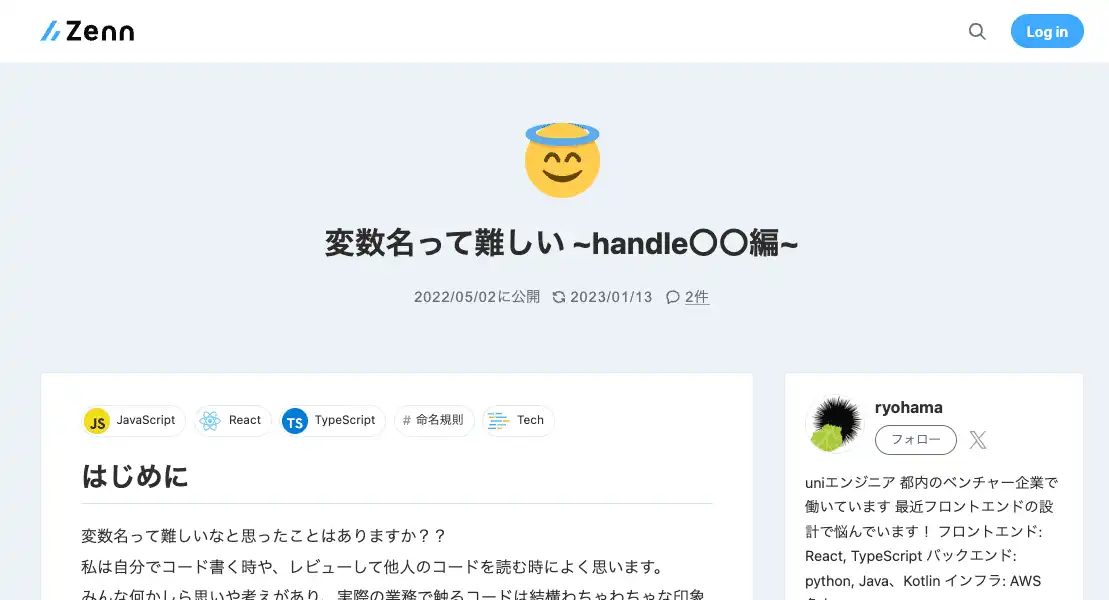 Zenn
Log in
変数名って難しい ~handle〇〇編~
2022/05/02に公開
2023/01/13
2件
JavaScript
React
TypeScript
# 命名規則
Tech
はじめに
変数名って難しいなと思ったことはありますか？？
私は自分でコード書く時や、レビューして他人のコードを読む時によく思います。
みんな何かしら思いや考えがあり、実際の業務で触るコードは結構わちゃわちゃな印象
ryohama
フォロー
uniエンジニア 都内のベンチャー企業で
働いています 最近フロントエンドの設
計で悩んでいます！ フロントエンド:
React, TypeScript バックエンド:
python, Java、Kotlin インフラ: AWS